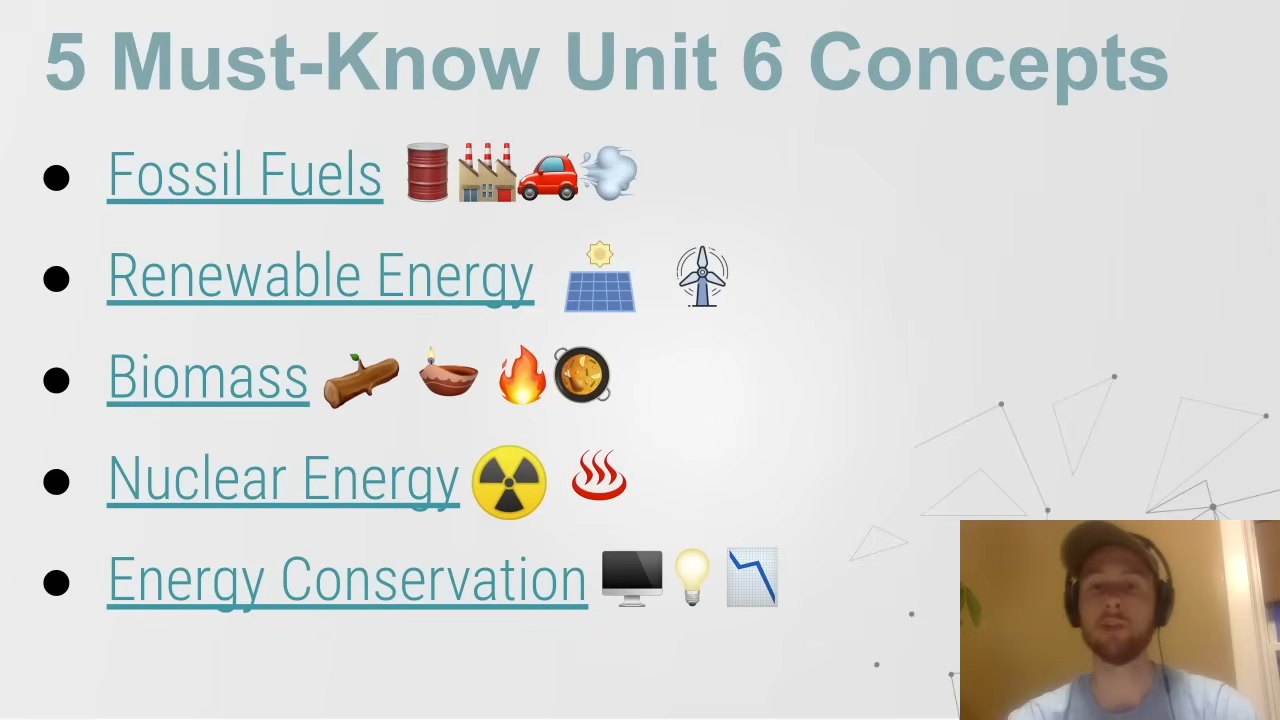 5 Must-Know Unit 6 Concepts
Fossil Fuels
Renewable Energy
Biomass
Nuclear Energy
Energy Conservation